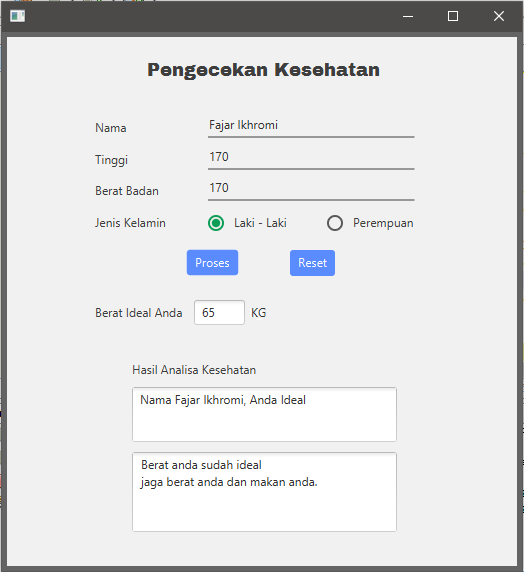 Pengecekan Kesehatan
Nama Fajar Ikhromi
Tinggi 170
Berat Badan 170
Jenis Kelamin Laki - Laki Perempuan
Proses Reset
Berat Ideal Anda 65 KG
Hasil Analisa Kesehatan
Nama Fajar Ikhromi, Anda Ideal
Berat anda sudah ideal
jaga berat anda dan makan anda.